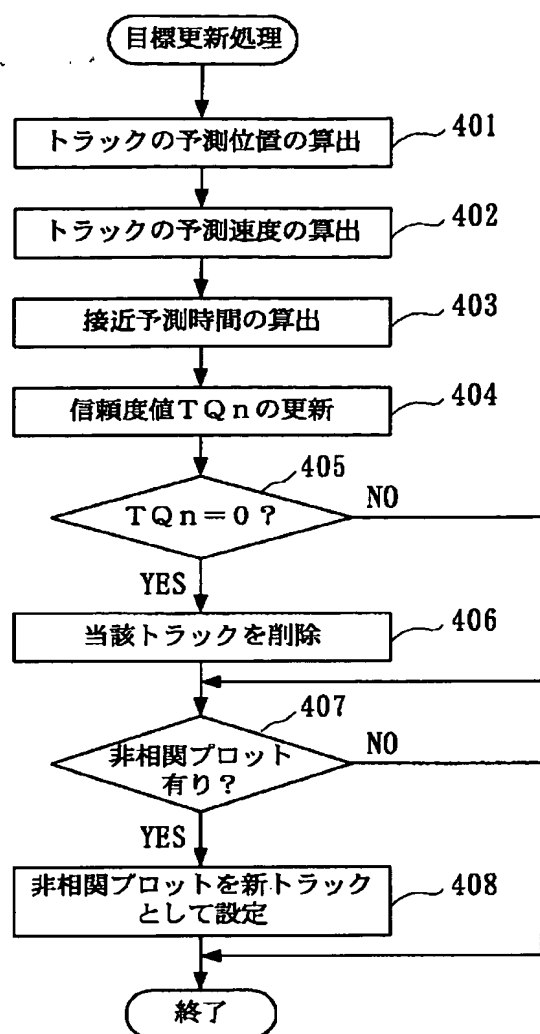 目標更新処理
トラックの予測位置の算出
401
トラックの予測速度の算出
402
接近予測時間の算出
403
信頼度値TQnの更新
404
405
TQn=0?
NO
YES
当該トラックを削除
406
407
非相関プロット
有り?
NO
YES
非相関プロットを新トラック
として設定
408
終了